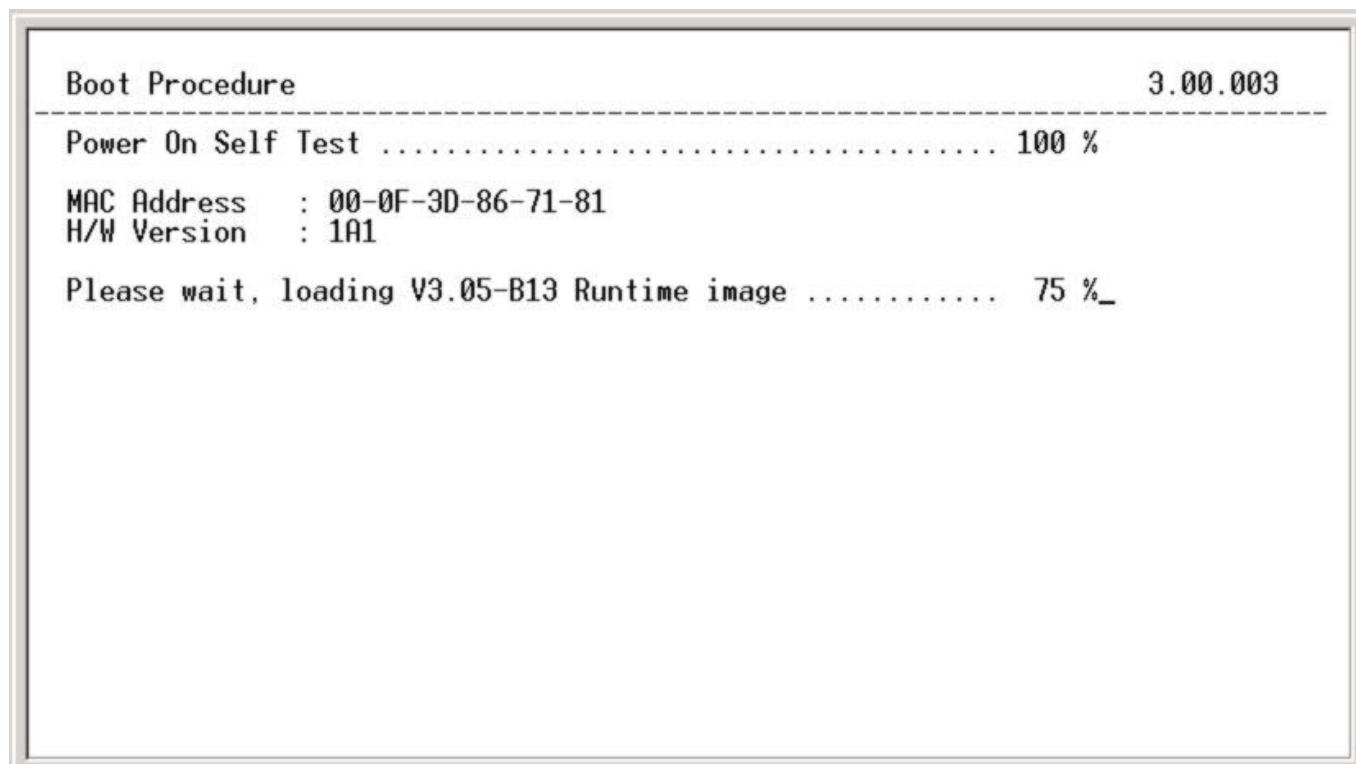 Boot Procedure 3.00.003
-------------------------------------------------------------------------------
Power On Self Test ...................................... 100 %
MAC Address : 00-0F-3D-86-71-81
H/W Version : 1A1
Please wait, loading V3.05-B13 Runtime image ............ 75 %_